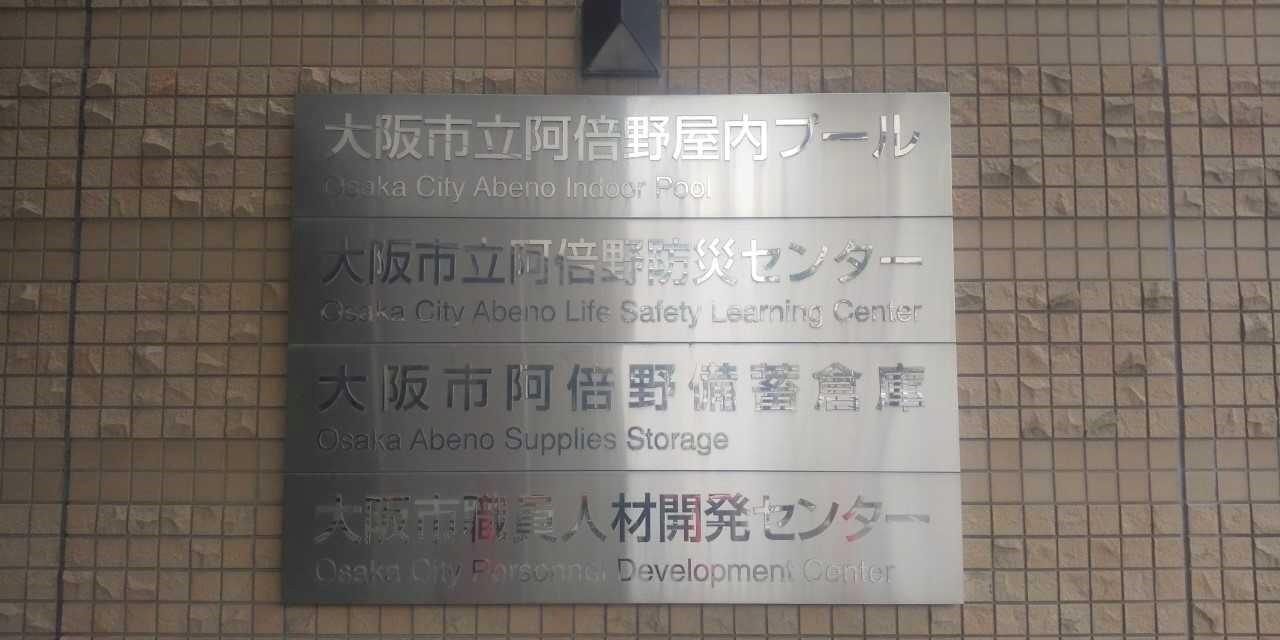 大阪市立阿倍野屋内プール
Osaka City Abeno Indoor Pool
大阪市立阿倍野防災センター
Osaka City Abeno Life Safety Learning Center
大阪市阿倍野備蓄倉庫
Osaka Abeno Supplies Storage
大阪市職員人材開発センター
Osaka City Personnel Development Center